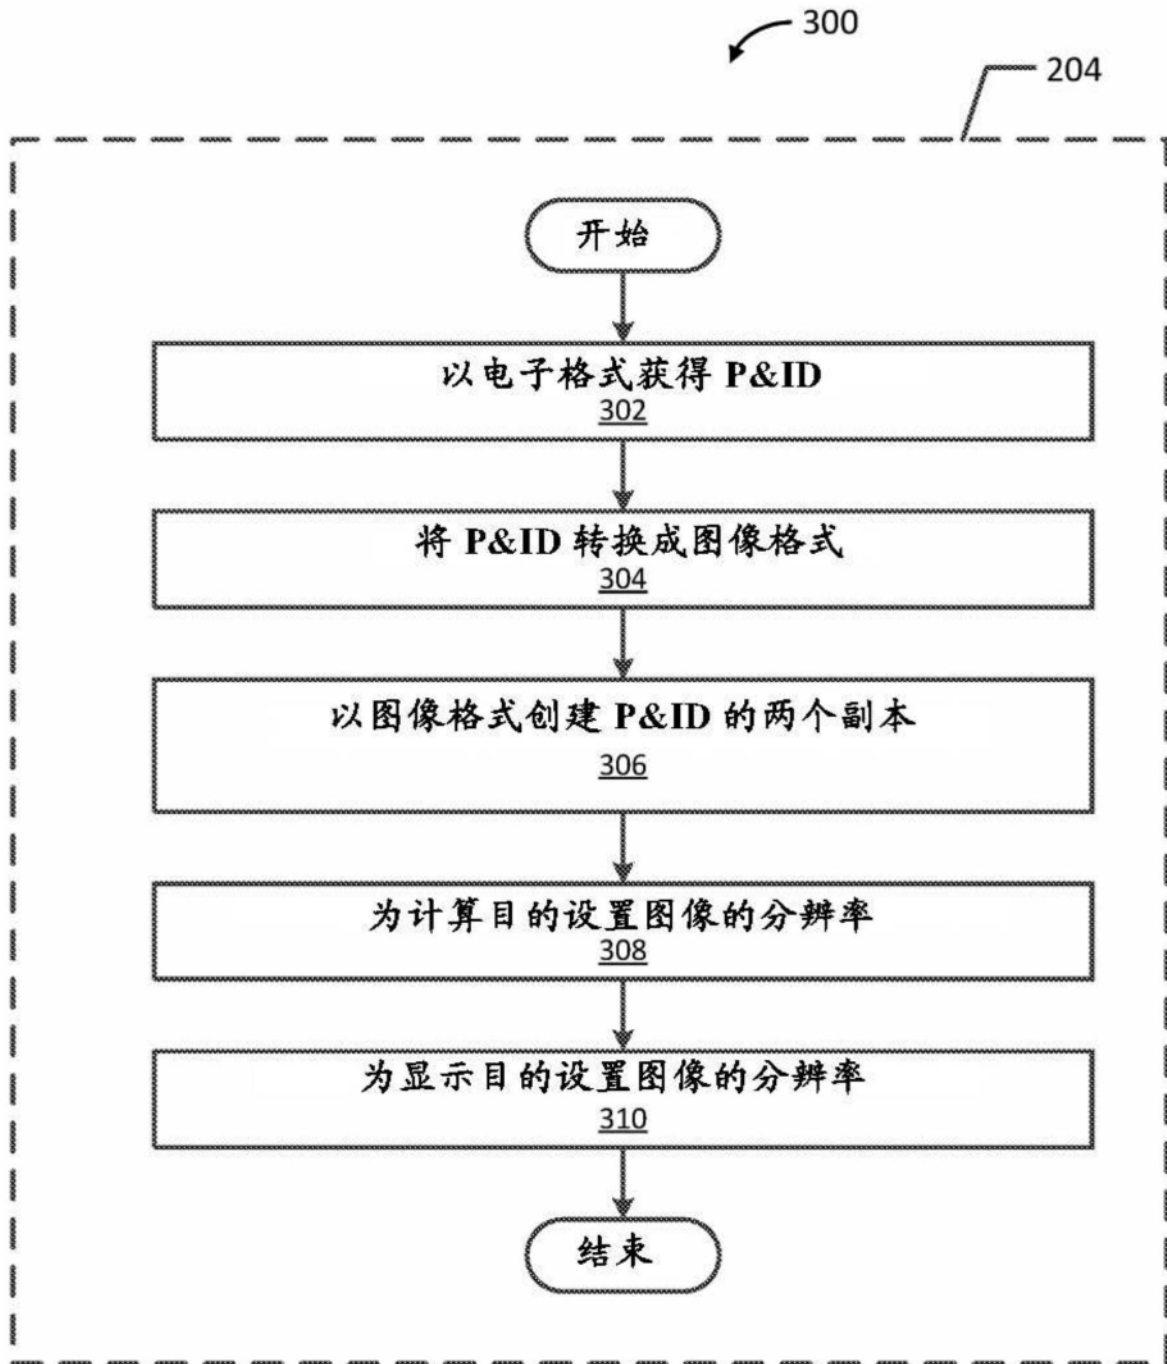 300
204
开始
以电子格式获得 P&ID
302
将 P&ID 转换成图像格式
304
以图像格式创建 P&ID 的两个副本
306
为计算目的设置图像的分辨率
308
为显示目的设置图像的分辨率
310
结束